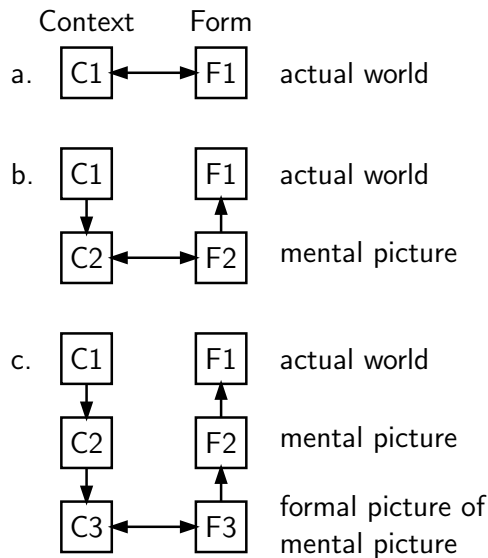 Context Form
a. C1 F1 actual world
b. C1 F1 actual world
C2 F2 mental picture
c. C1 F1 actual world
C2 F2 mental picture
C3 F3 formal picture of
mental picture